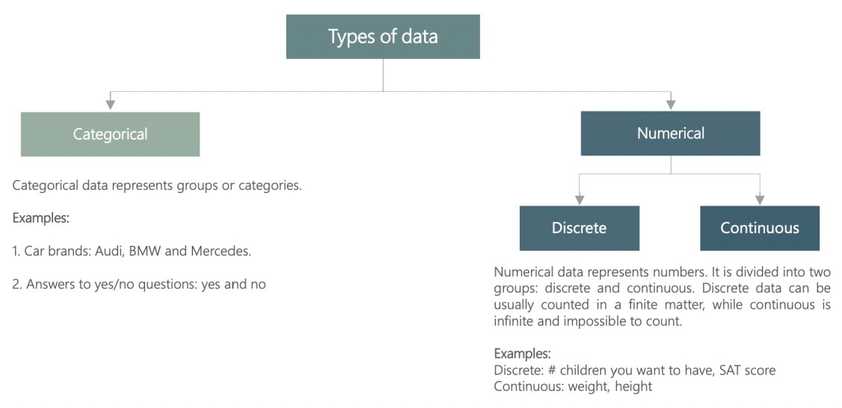 Types of data
Categorical
Numerical
Categorical data represents groups or categories.
Examples:
1. Car brands: Audi, BMW and Mercedes.
2. Answers to yes/no questions: yes and no
Discrete
Continuous
Numerical data represents numbers. It is divided into two
groups: discrete and continuous. Discrete data can be
usually counted in a finite matter, while continuous is
infinite and impossible to count.
Examples:
Discrete: # children you want to have, SAT score
Continuous: weight, height